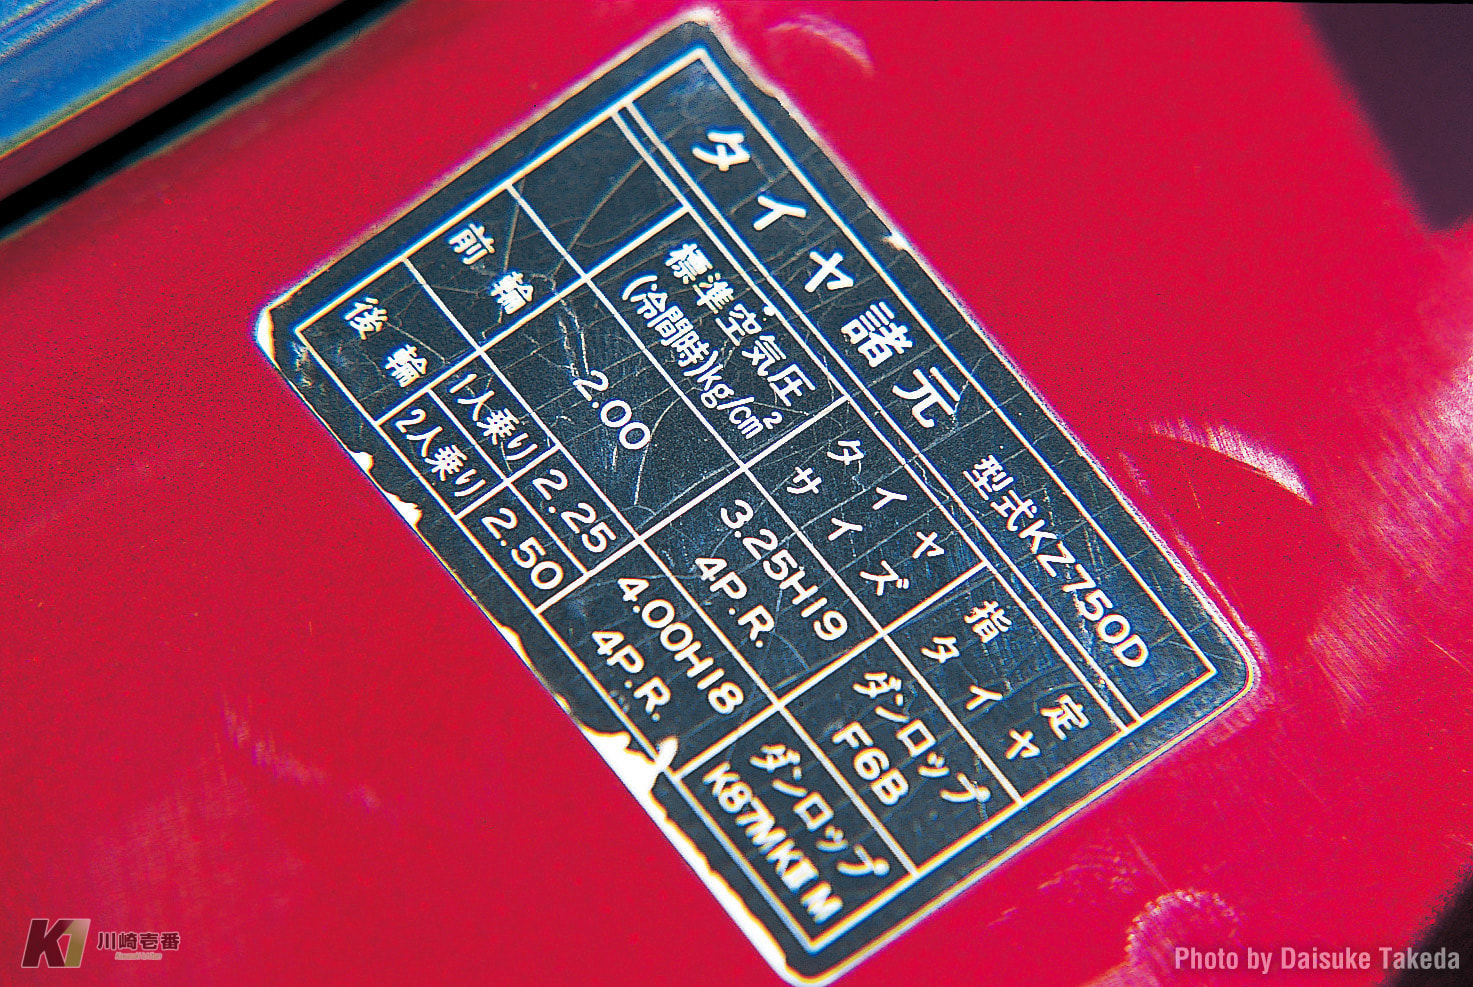 タイヤ諸元 型式KZ750D
標準空気圧
(冷間時)kg/cm²
タイヤ
サイズ
指定
タイヤ
前輪
2.00
3.25H19
4P.R.
ダンロップ
F6B
後輪
1人乗り 2.25
2人乗り 2.50
4.00H18
4P.R.
ダンロップ
K87MKⅡM
K1 川崎壱番
Photo by Daisuke Takeda